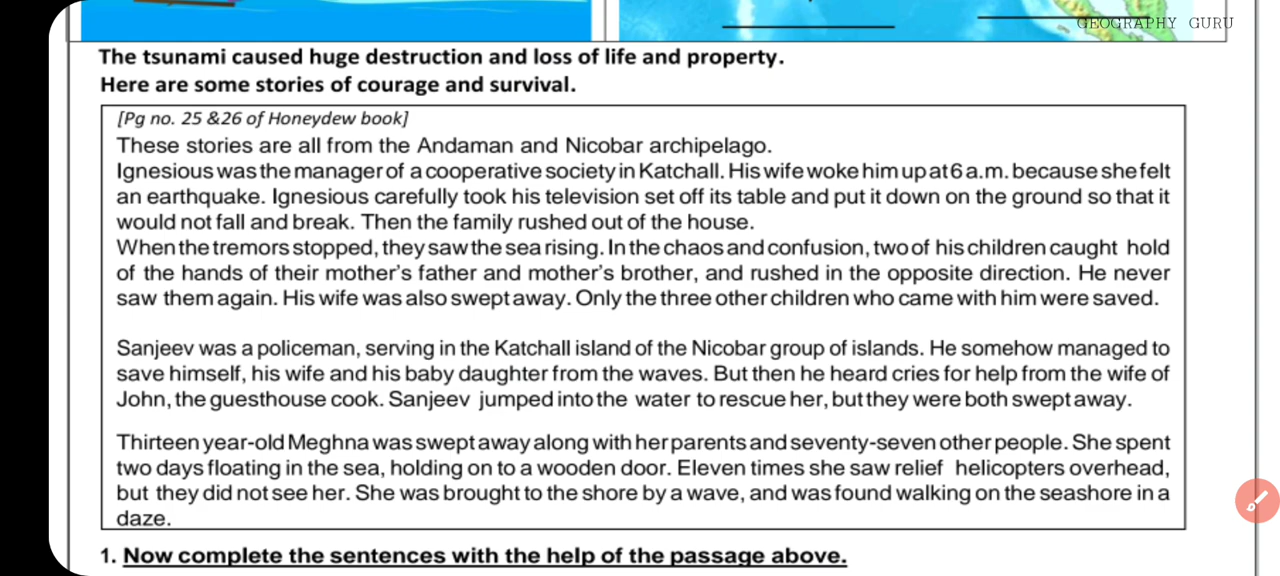 GEOGRAPHY GURU
The tsunami caused huge destruction and loss of life and property.
Here are some stories of courage and survival.
[Pg no. 25 &26 of Honeydew book]
These stories are all from the Andaman and Nicobar archipelago.
Ignesious was the manager of a cooperative society in Katchall. His wife woke him up at 6 a.m. because she felt
an earthquake. Ignesious carefully took his television set off its table and put it down on the ground so that it
would not fall and break. Then the family rushed out of the house.
When the tremors stopped, they saw the sea rising. In the chaos and confusion, two of his children caught hold
of the hands of their mother's father and mother's brother, and rushed in the opposite direction. He never
saw them again. His wife was also swept away. Only the three other children who came with him were saved.
Sanjeev was a policeman, serving in the Katchall island of the Nicobar group of islands. He somehow managed to
save himself, his wife and his baby daughter from the waves. But then he heard cries for help from the wife of
John, the guesthouse cook. Sanjeev jumped into the water to rescue her, but they were both swept away.
Thirteen year-old Meghna was swept away along with her parents and seventy-seven other people. She spent
two days floating in the sea, holding on to a wooden door. Eleven times she saw relief helicopters overhead,
but they did not see her. She was brought to the shore by a wave, and was found walking on the seashore in a
daze.
1. Now complete the sentences with the help of the passage above.